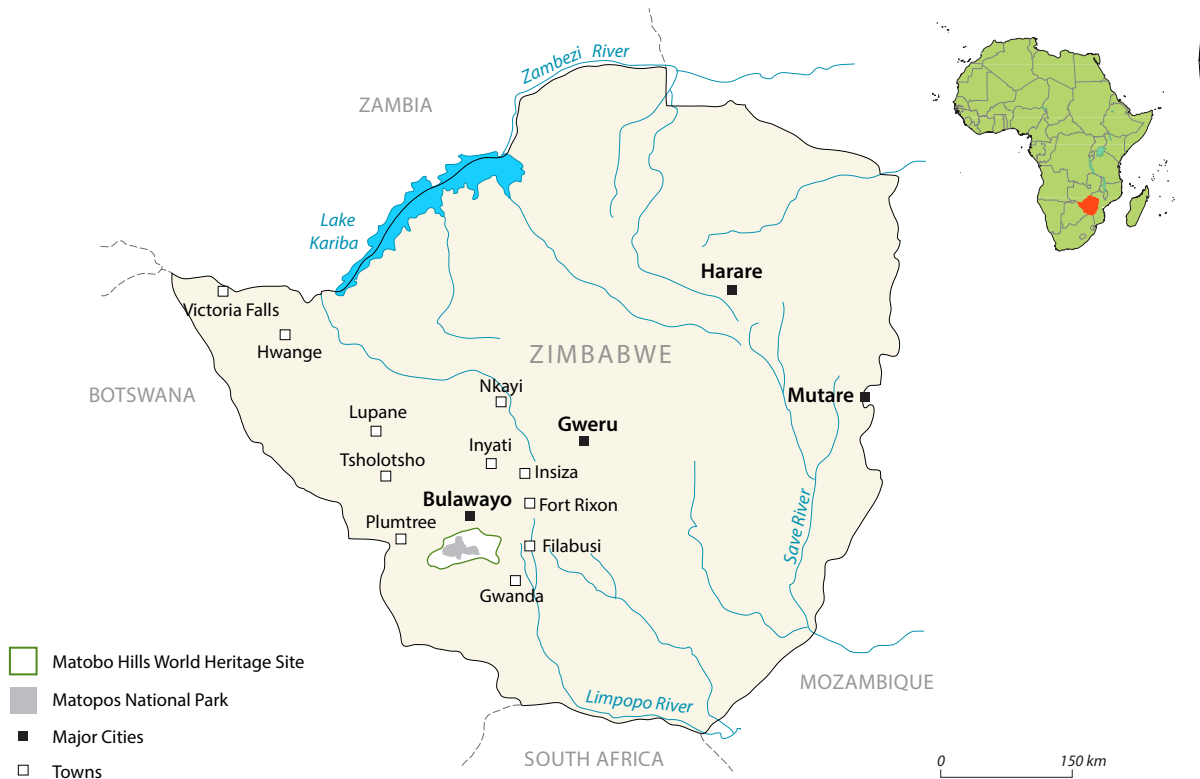 Zambezi River
ZAMBIA
Lake
Kariba
Harare
Victoria Falls
Hwange
ZIMBABWE
BOTSWANA
Nkayi
Mutare
Lupane
Gweru
Inyati
Tsholotsho
Insiza
Bulawayo
Fort Rixon
Plumtree
Save River
Filabusi
Gwanda
Matobo Hills World Heritage Site
MOZAMBIQUE
Matopos National Park
Limpopo River
Major Cities
SOUTH AFRICA
0 150 km
Towns